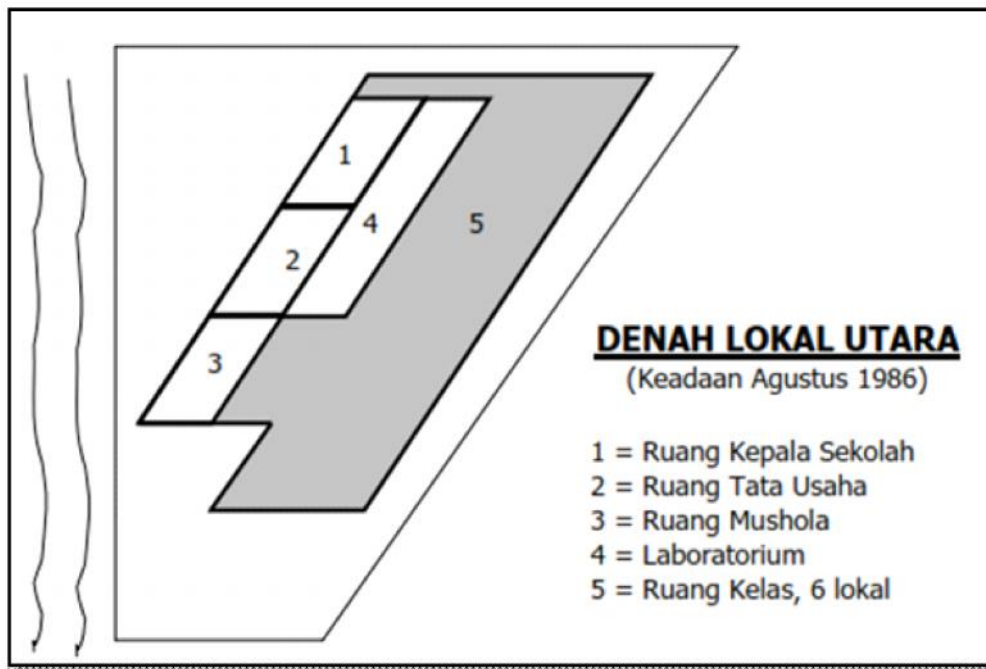 1
4
5
2
3
DENAH LOKAL UTARA
(Keadaan Agustus 1986)
1 = Ruang Kepala Sekolah
2 = Ruang Tata Usaha
3 = Ruang Mushola
4 = Laboratorium
5 = Ruang Kelas, 6 lokal